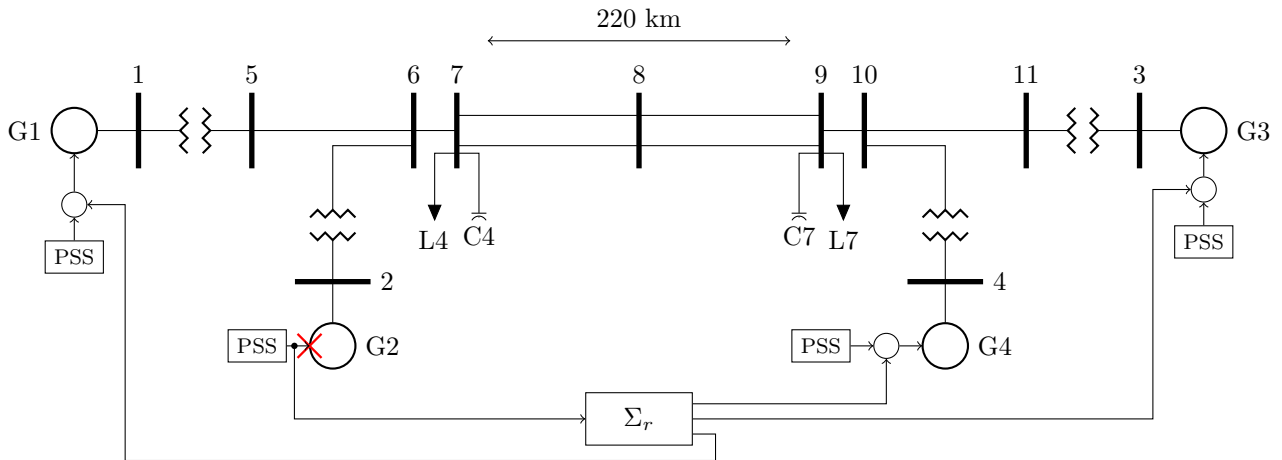 220 km
1 5 6 7 8 9 10 11 3
G1 G3
L4 C4 C7 L7
PSS PSS
2 4
PSS G2 PSS G4
Σr